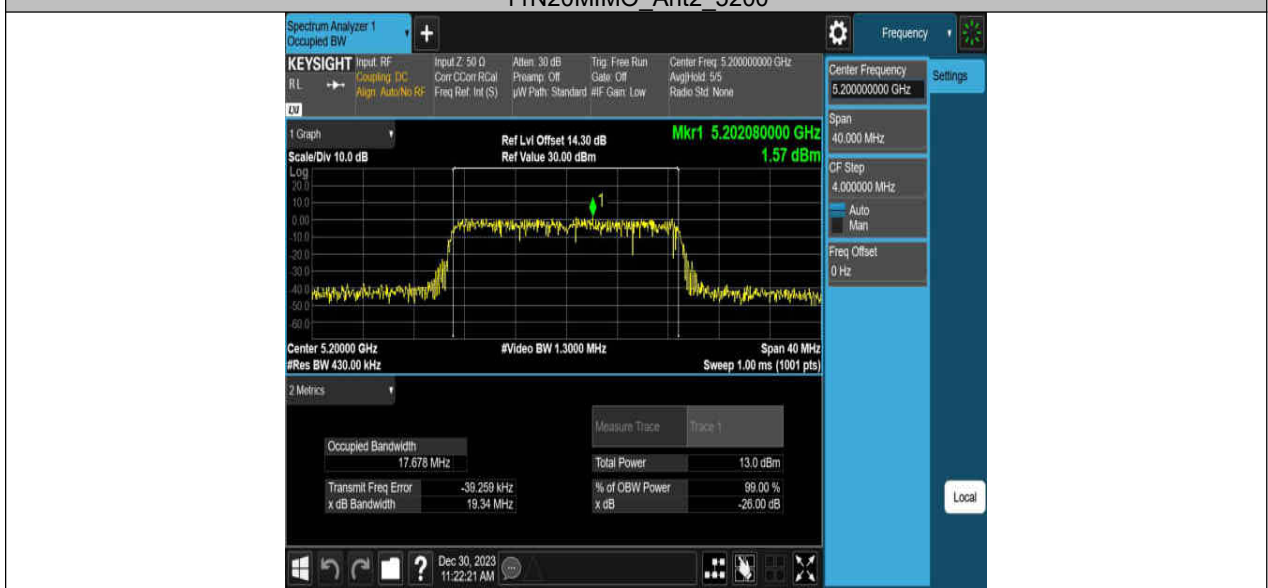 11N20MIMO_Ant2_5200
Spectrum Analyzer 1
Occupied BW
Frequency
KEYSIGHT
RL
LXI
Input: RF
Coupling: DC
Align: Auto/No RF
Input Z: 50 Ω
Corr CCorr RCal
Freq Ref: Int (S)
Atten: 30 dB
Preamp: Off
µW Path: Standard
Trig: Free Run
Gate: Off
#IF Gain: Low
Center Freq: 5.200000000 GHz
Avg|Hold: 5/5
Radio Std: None
Center Frequency
5.200000000 GHz
Settings
Span
40.000 MHz
CF Step
4.000000 MHz
Auto
Man
Freq Offset
0 Hz
Local
1 Graph
Scale/Div 10.0 dB
Ref Lvl Offset 14.30 dB
Ref Value 30.00 dBm
Mkr1 5.202080000 GHz
1.57 dBm
Log
20.0
10.0
0.00
-10.0
-20.0
-30.0
-40.0
-50.0
-60.0
1
Center 5.20000 GHz
#Res BW 430.00 kHz
#Video BW 1.3000 MHz
Span 40 MHz
Sweep 1.00 ms (1001 pts)
2 Metrics
Measure Trace Trace 1
Occupied Bandwidth
17.678 MHz
Total Power 13.0 dBm
Transmit Freq Error -39.259 kHz
% of OBW Power 99.00 %
x dB Bandwidth 19.34 MHz
x dB -26.00 dB
Dec 30, 2023
11:22:21 AM